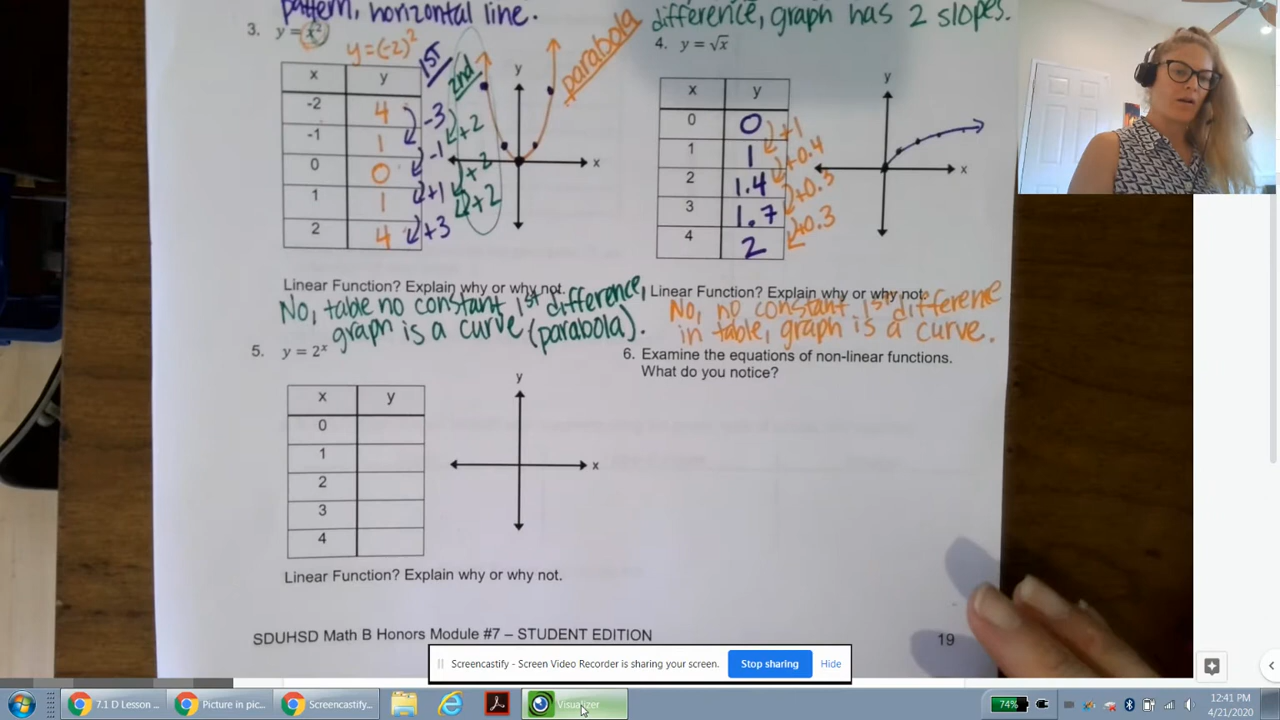 pattern, horizontal line.
difference, graph has 2 slopes.
3. y = x²
y = (-2)²
1ST
2nd
x y
-2 4
-1 1
0 0
1 1
2 4
-3
-1
+1
+3
+2
+2
+2
y
x
parabola
Linear Function? Explain why or why not.
No, table no constant 1st difference,
graph is a curve (parabola).
4. y = √x
x y
0 0
1 1
2 1.4
3 1.7
4 2
+1
+0.4
+0.3
+0.3
y
x
Linear Function? Explain why or why not.
No, no constant 1st difference
in table, graph is a curve.
5. y = 2ˣ
x y
0
1
2
3
4
y
x
Linear Function? Explain why or why not.
6. Examine the equations of non-linear functions.
What do you notice?
SDUHSD Math B Honors Module #7 – STUDENT EDITION
19
Screencastify - Screen Video Recorder is sharing your screen.
Stop sharing
Hide
7.1 D Lesson ...
Picture in pic...
Screencastify...
Visualizer
74%
12:41 PM
4/21/2020